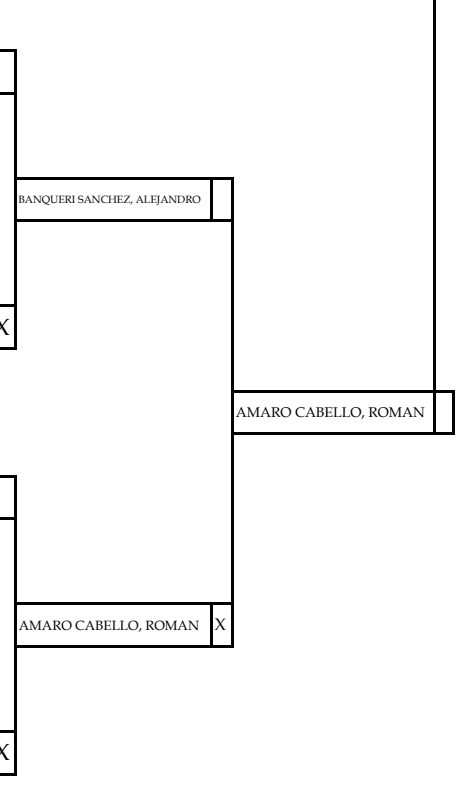 BANQUERI SANCHEZ, ALEJANDRO
X
AMARO CABELLO, ROMAN
AMARO CABELLO, ROMAN X
X